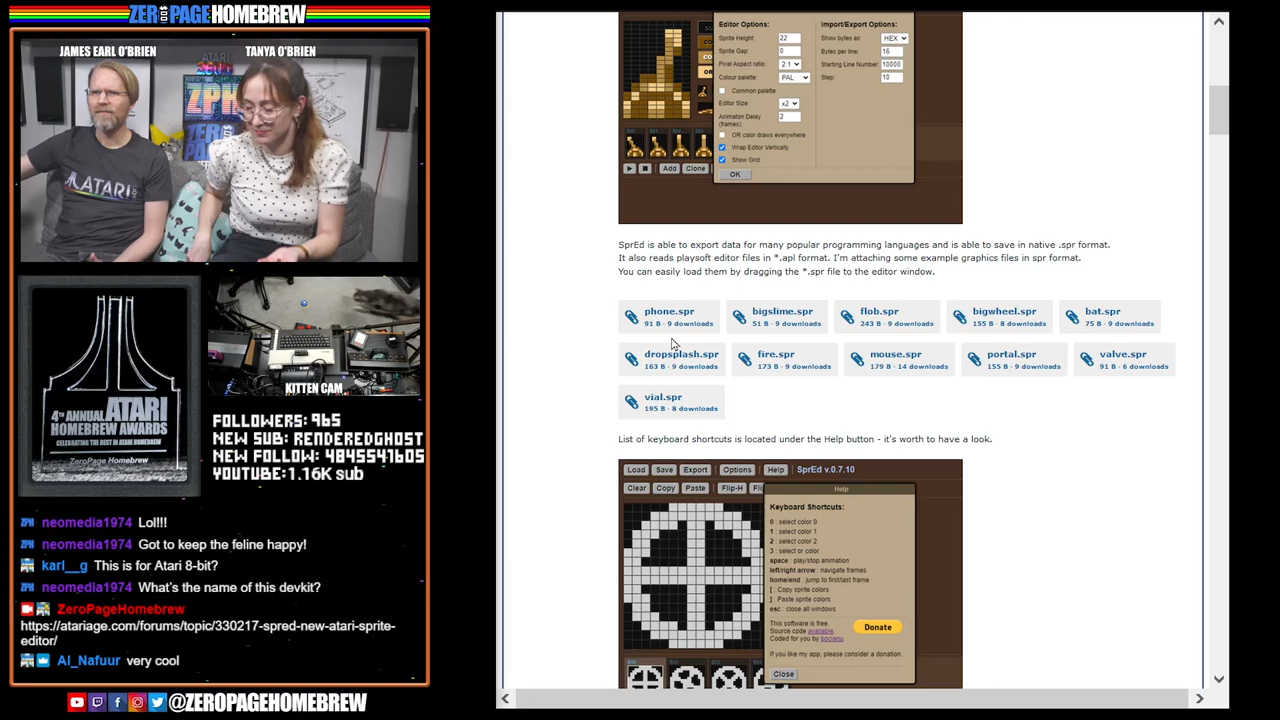 ZERO PAGE HOMEBREW
JAMES EARL O'BRIEN
TANYA O'BRIEN
ATARI
4TH ANNUAL ATARI
HOMEBREW AWARDS
CELEBRATING THE BEST IN ATARI HOMEBREW
ZeroPage Homebrew
KITTEN CAM
FOLLOWERS: 965
NEW SUB: RENDEREDGHOST
NEW FOLLOW: 4845541605
YOUTUBE: 1.16K sub
neomedia1974 Lol!!!
neomedia1974 Got to keep the feline happy!
karl__g This is for Atari 8-bit?
neomedia1974 What's the name of this devkit?
ZeroPageHomebrew
https://atariage.com/forums/topic/330217-spred-new-atari-sprite-
editor/
Al_Nafuur very cool
@ZEROPAGEHOMEBREW
Editor Options:
Sprite Height: 22
Sprite Gap: 0
Pixel Aspect ratio: 2:1
Colour palette: PAL
Common palette
Editor Size: x2
Animation Delay
(frames): 2
OR color draws everywhere
Wrap Editor Vertically
Show Grid
OK
Import/Export Options:
Show bytes as: HEX
Bytes per line: 16
Starting Line Number: 10000
Step: 10
Add Clone
SprEd is able to export data for many popular programming languages and is able to save in native .spr format.
It also reads playsoft editor files in *.apl format. I'm attaching some example graphics files in spr format.
You can easily load them by dragging the *.spr file to the editor window.
phone.spr
91 B · 9 downloads
bigslime.spr
51 B · 9 downloads
flob.spr
243 B · 9 downloads
bigwheel.spr
155 B · 8 downloads
bat.spr
75 B · 9 downloads
dropsplash.spr
163 B · 9 downloads
fire.spr
173 B · 9 downloads
mouse.spr
179 B · 14 downloads
portal.spr
155 B · 9 downloads
valve.spr
91 B · 6 downloads
vial.spr
195 B · 8 downloads
List of keyboard shortcuts is located under the Help button - it's worth to have a look.
Load Save Export Options Help SprEd v.0.7.10
Clear Copy Paste Flip-H
Help
Keyboard Shortcuts:
0 : select color 0
1 : select color 1
2 : select color 2
3 : select or color
space : play/stop animation
left/right arrow : navigate frames
home/end : jump to first/last frame
[ : Copy sprite colors
] : Paste sprite colors
esc : close all windows
This software is free.
Source code available.
Coded for you by bocianu.
Donate
If you like my app, please consider a donation.
Close